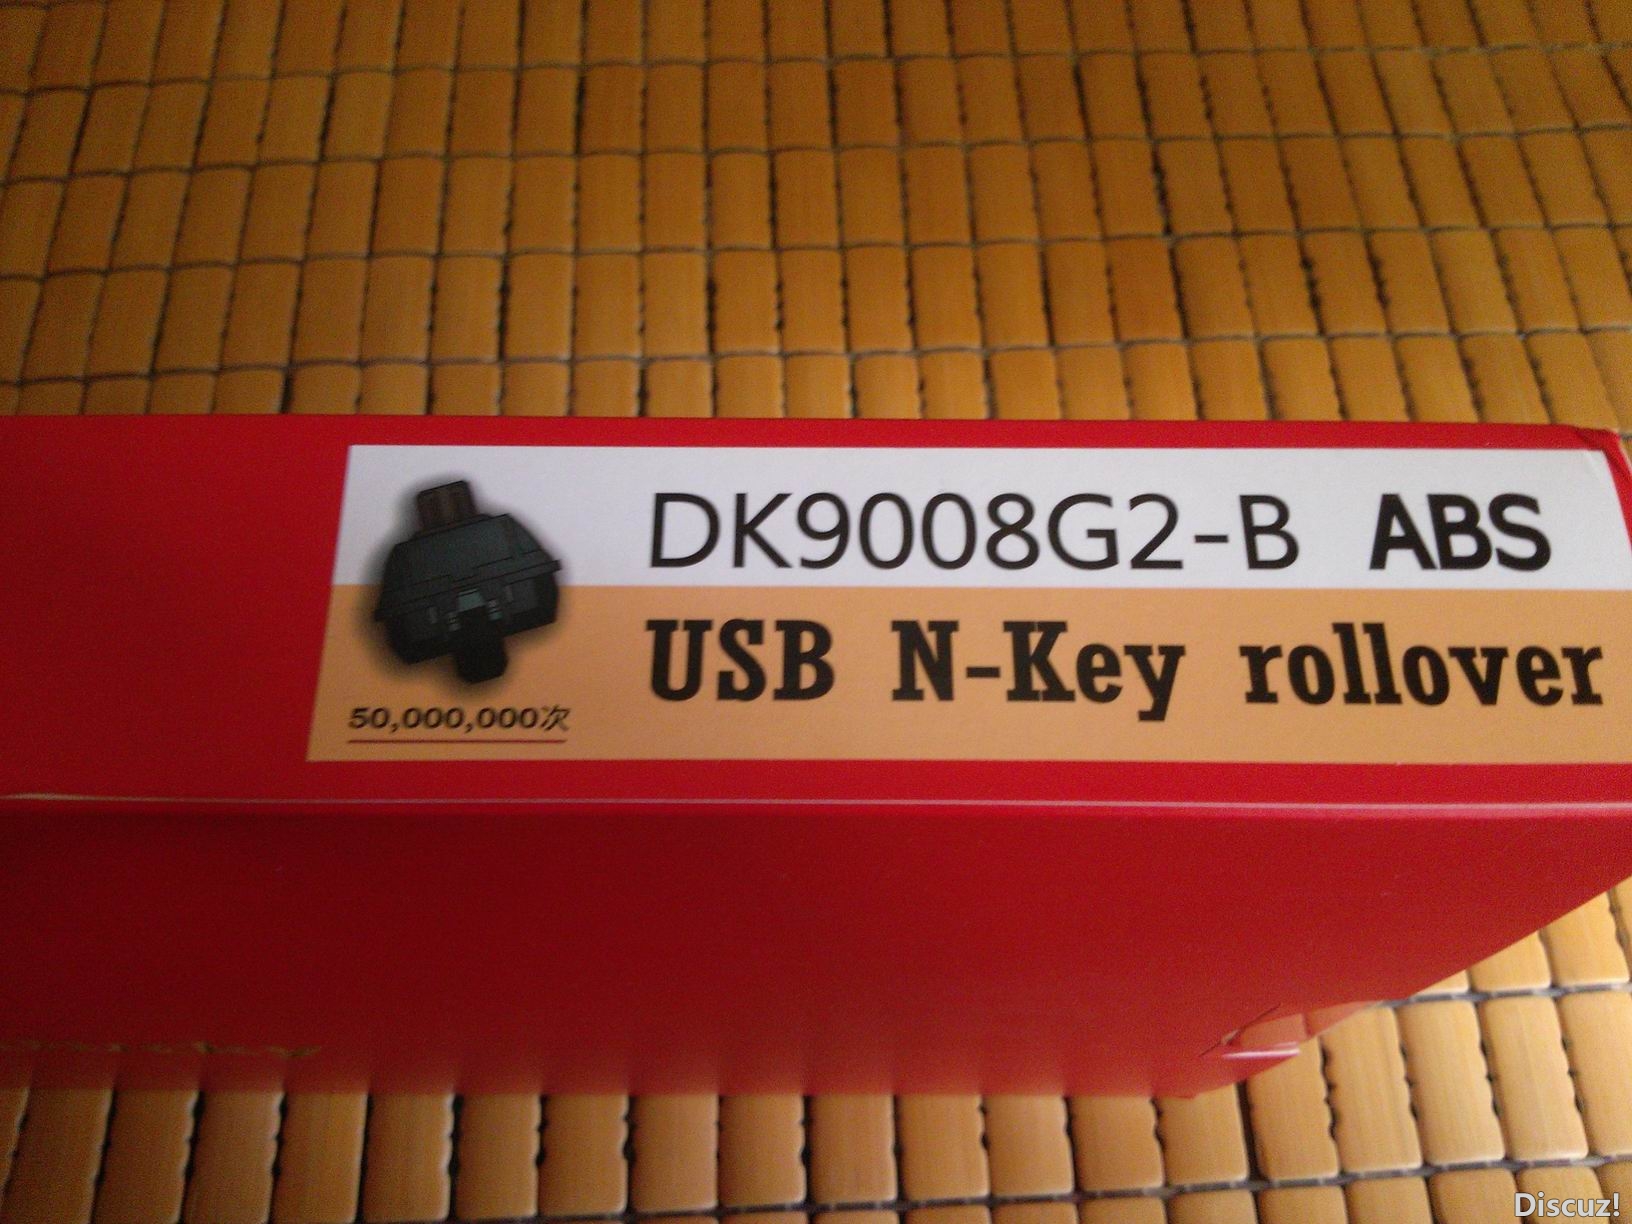 DK9008G2-B ABS
USB N-Key rollover
50,000,000次
Discuz!